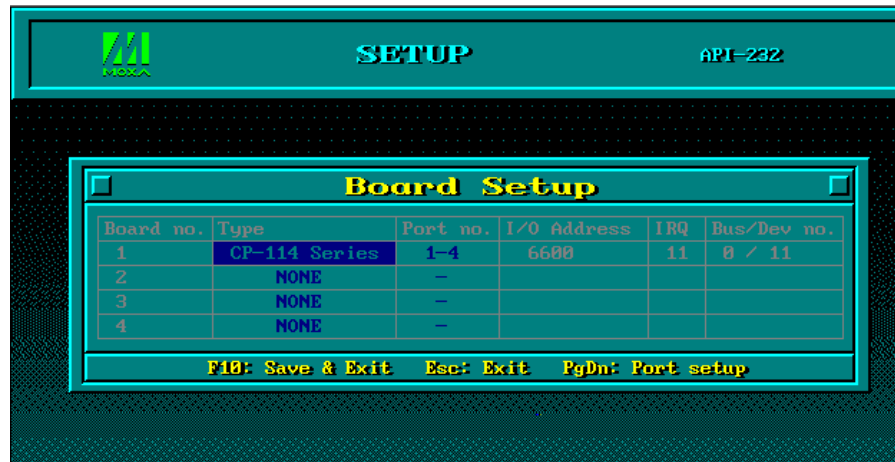 MOXA
SETUP
API-232
Board Setup
Board no. Type Port no. I/O Address IRQ Bus/Dev no.
1 CP-114 Series 1-4 6600 11 0 / 11
2 NONE -
3 NONE -
4 NONE -
F10: Save & Exit Esc: Exit PgDn: Port setup